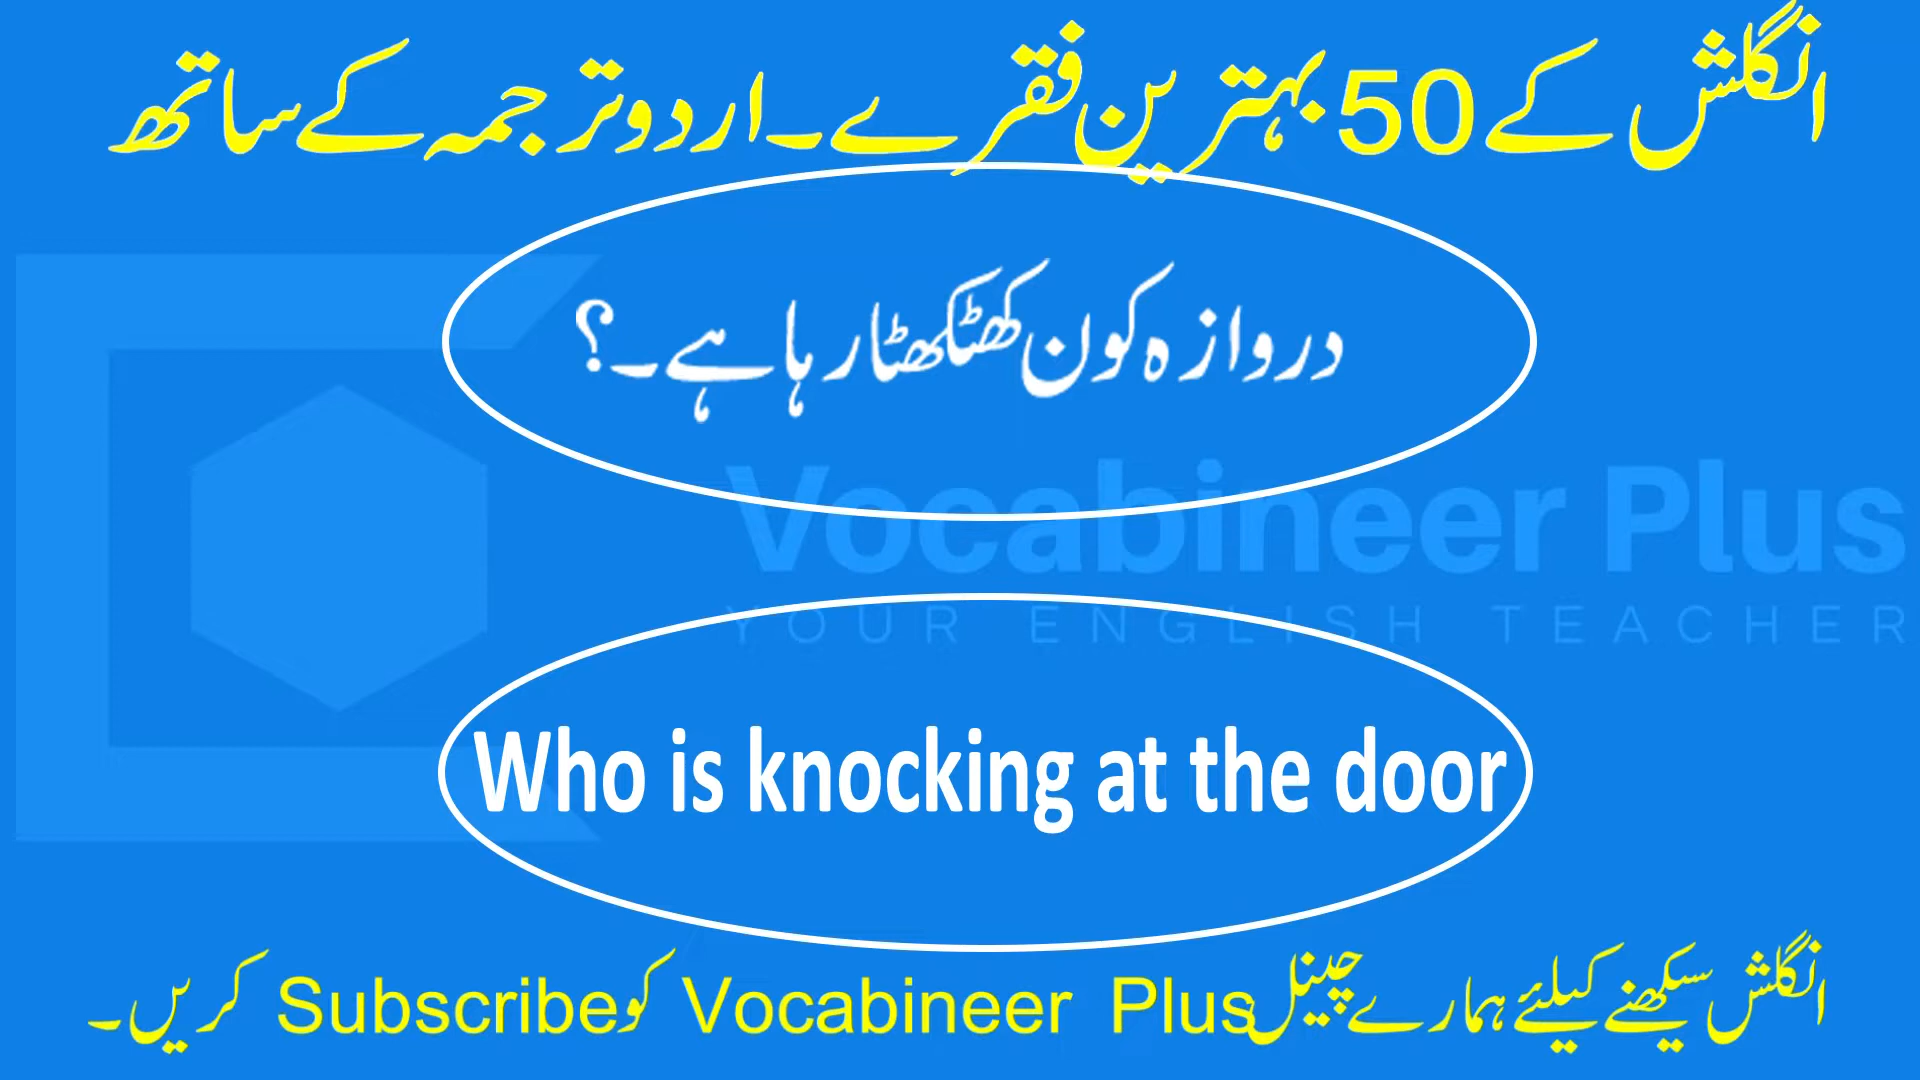 انگلش کے 50 بہترین فقرے ۔ اردو ترجمہ کے ساتھ
دروازہ کون کھٹکھٹا رہا ہے ۔؟
Vocabineer Plus
YOUR ENGLISH TEACHER
Who is knocking at the door
انگلش سیکھنے کیلئے ہمارے چینل Vocabineer Plus کو Subscribe کریں ۔